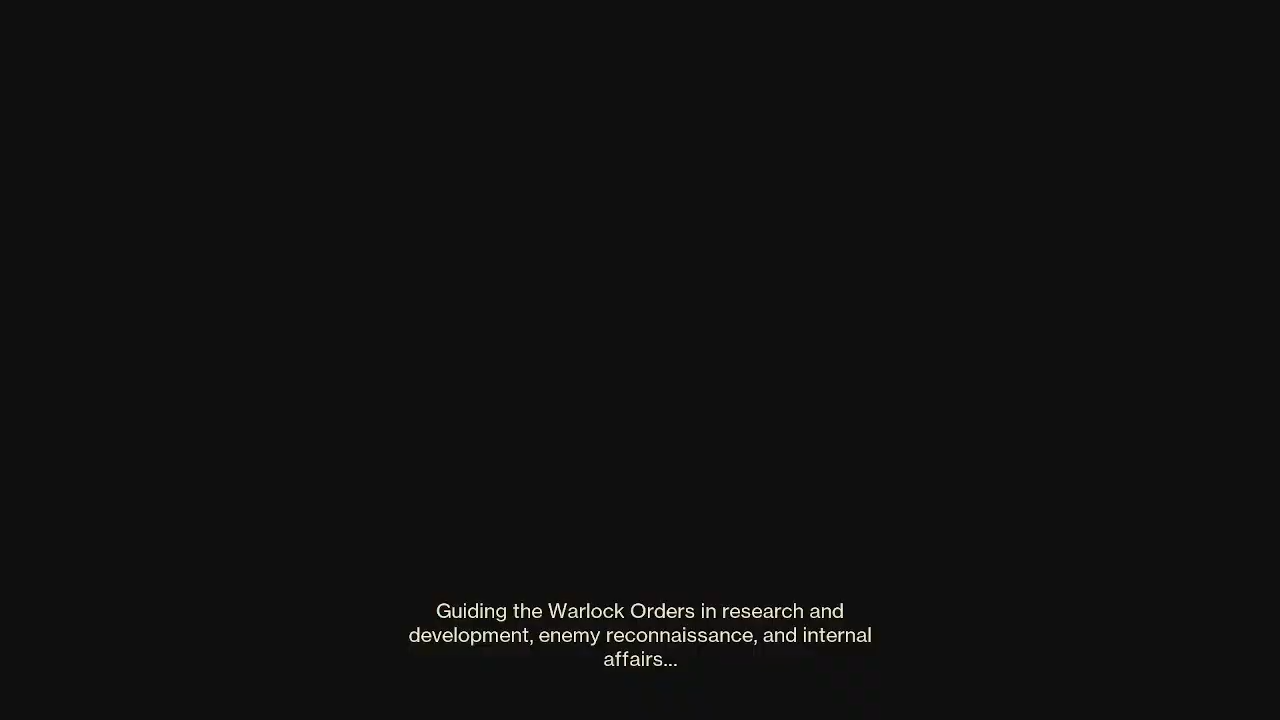 Guiding the Warlock Orders in research and
development, enemy reconnaissance, and internal
affairs...